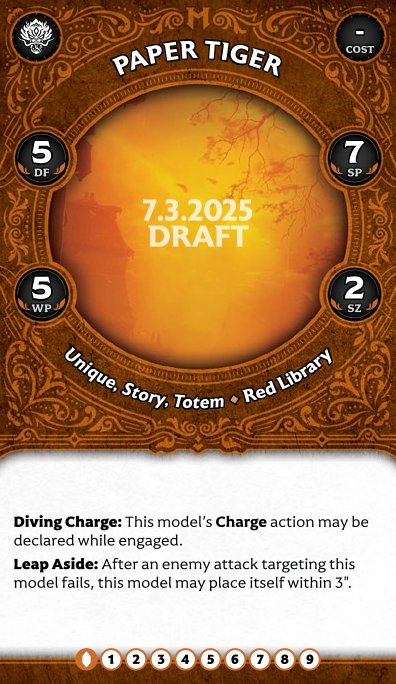 PAPER TIGER
-
COST
5
DF
7
SP
7.3.2025
DRAFT
5
WP
2
SZ
Unique, Story, Totem ♦ Red Library
Diving Charge: This model's Charge action may be
declared while engaged.
Leap Aside: After an enemy attack targeting this
model fails, this model may place itself within 3".
1 2 3 4 5 6 7 8 9